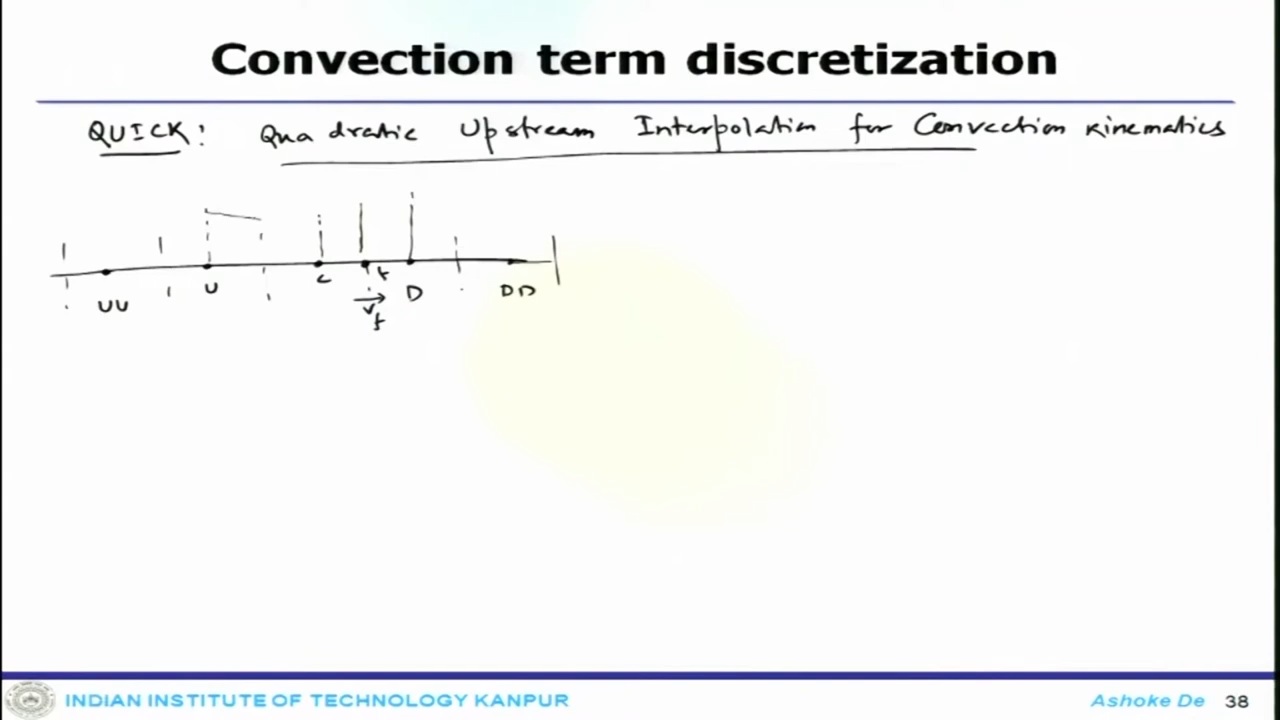 Convection term discretization
QUICK: Quadratic Upstream Interpolation for Convection kinematics
UU U C f D DD
v_f
INDIAN INSTITUTE OF TECHNOLOGY KANPUR Ashoke De 38